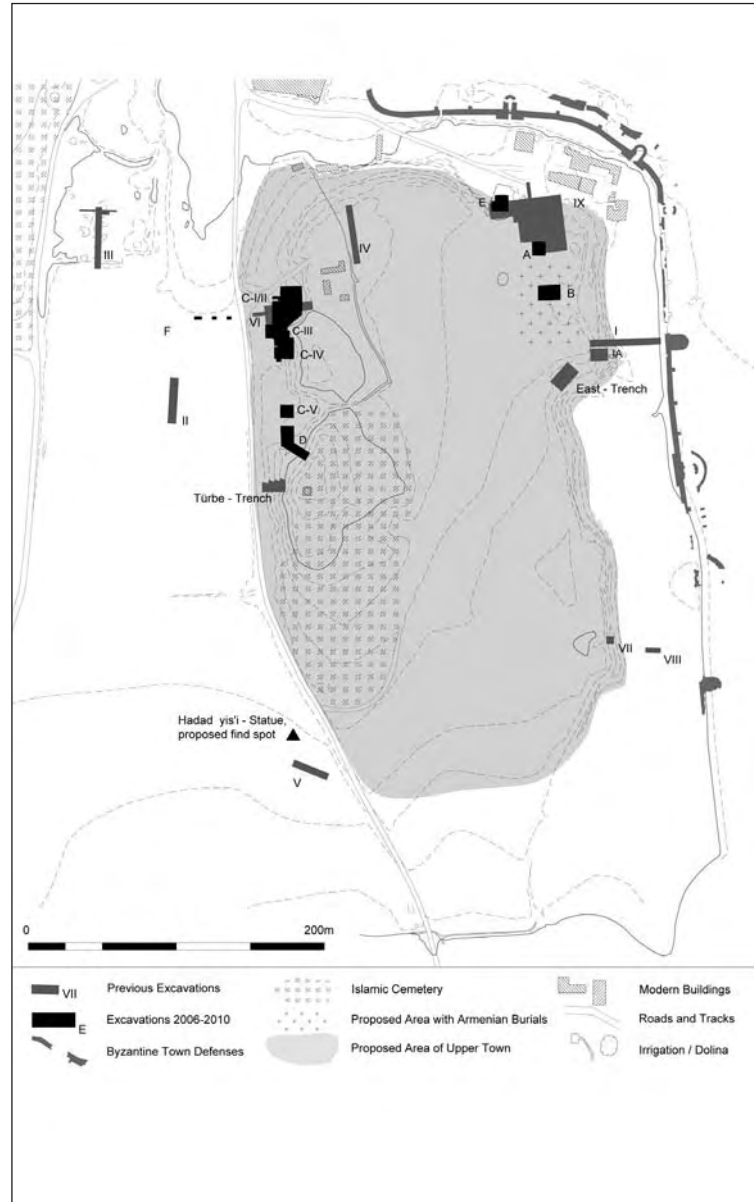 E
IX
III
IV
A
B
C-I/II
VI
F
C-III
I
C-IV
IA
East - Trench
II
C-V
D
Türbe - Trench
VII
VIII
Hadad yis'i - Statue,
proposed find spot
V
0
200m
VII
Previous Excavations
Islamic Cemetery
Modern Buildings
E
Excavations 2006-2010
Proposed Area with Armenian Burials
Roads and Tracks
Byzantine Town Defenses
Proposed Area of Upper Town
Irrigation / Dolina